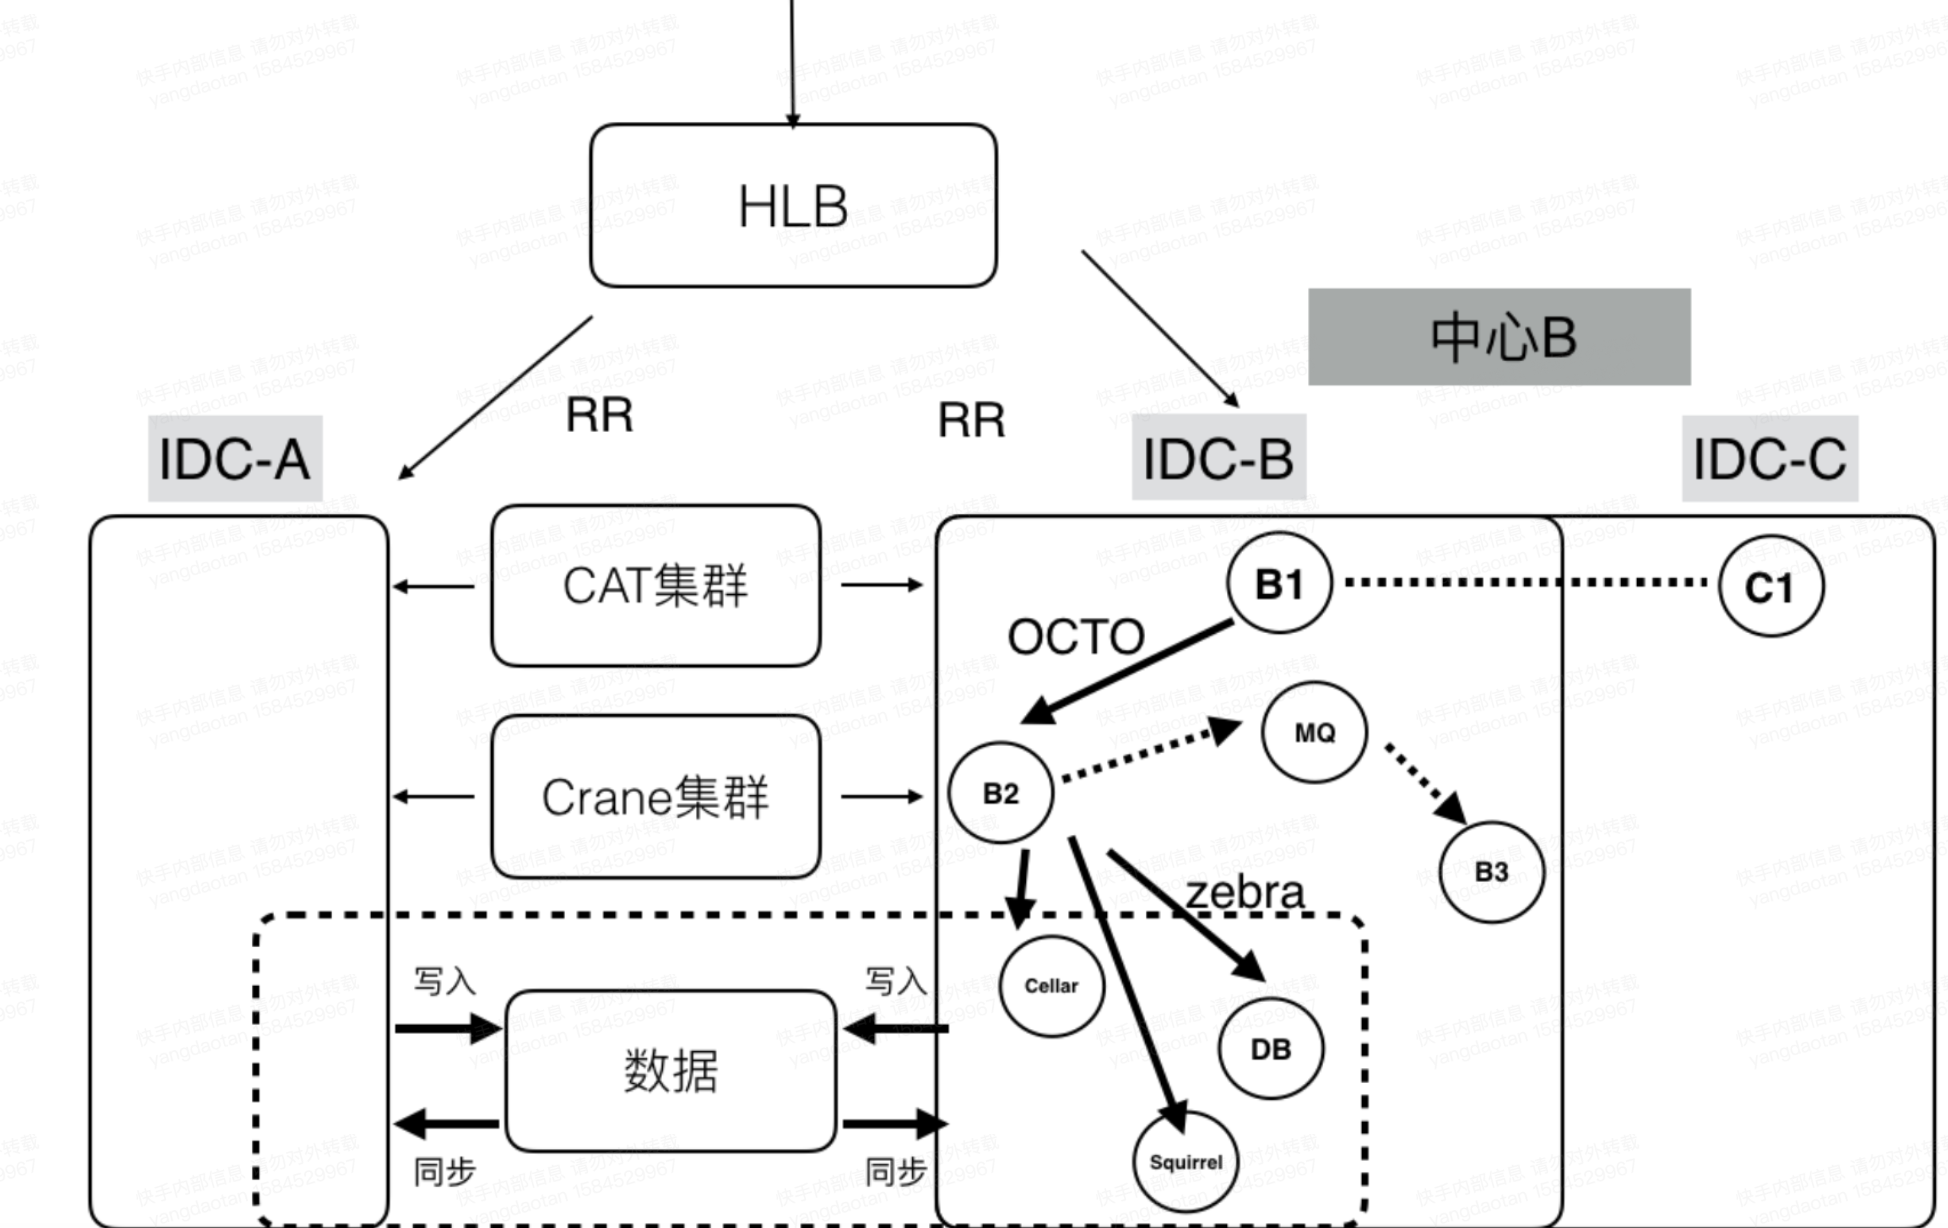 HLB
中心B
RR
RR
IDC-A
IDC-B
IDC-C
CAT集群
B1
C1
OCTO
MQ
Crane集群
B2
B3
zebra
写入
写入
Cellar
数据
DB
同步
同步
Squirrel
快手内部信息 请勿对外转载
yangdaotan 1584529967